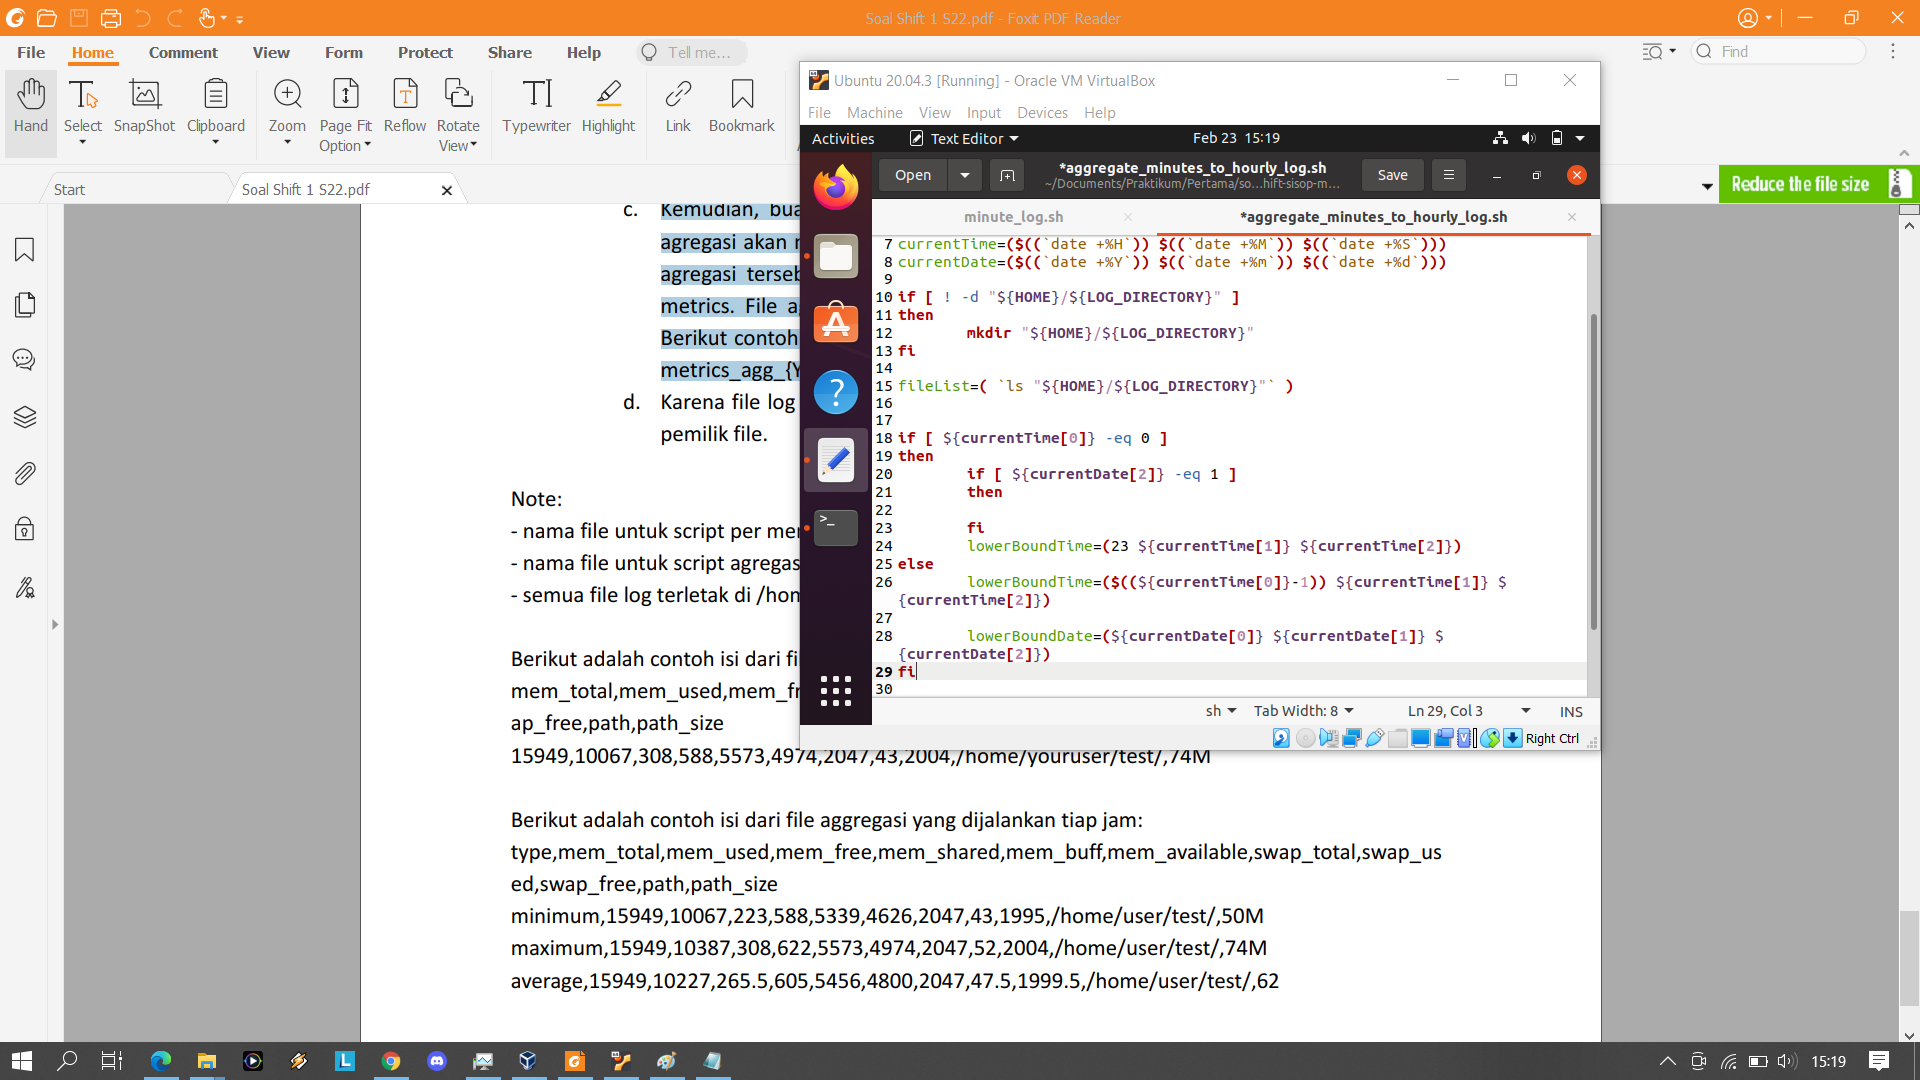 Soal Shift 1 S22.pdf - Foxit PDF Reader
File Home Comment View Form Protect Share Help Tell me... Find
Hand Select SnapShot Clipboard Zoom Page Fit Option Reflow Rotate View Typewriter Highlight Link Bookmark
Start
Soal Shift 1 S22.pdf
Reduce the file size
c. Kemudian, bua
agregasi akan
agregasi terseb
metrics. File a
Berikut contoh
metrics_agg_{Y
d. Karena file log
pemilik file.
Note:
- nama file untuk script per me
- nama file untuk script agregas
- semua file log terletak di /hom
Berikut adalah contoh isi dari fil
mem_total,mem_used,mem_fr
ap_free,path,path_size
15949,10067,308,588,5573,4974,2047,43,2004,/home/youruser/test/,74M
Berikut adalah contoh isi dari file aggregasi yang dijalankan tiap jam:
type,mem_total,mem_used,mem_free,mem_shared,mem_buff,mem_available,swap_total,swap_us
ed,swap_free,path,path_size
minimum,15949,10067,223,588,5339,4626,2047,43,1995,/home/user/test/,50M
maximum,15949,10387,308,622,5573,4974,2047,52,2004,/home/user/test/,74M
average,15949,10227,265.5,605,5456,4800,2047,47.5,1999.5,/home/user/test/,62
Ubuntu 20.04.3 [Running] - Oracle VM VirtualBox
File Machine View Input Devices Help
Activities Text Editor Feb 23 15:19
Open
*aggregate_minutes_to_hourly_log.sh
~/Documents/Praktikum/Pertama/so...hift-sisop-m...
Save
minute_log.sh
*aggregate_minutes_to_hourly_log.sh
7 currentTime=($((`date +%H`)) $((`date +%M`)) $((`date +%S`)))
8 currentDate=($((`date +%Y`)) $((`date +%m`)) $((`date +%d`)))
9
10 if [ ! -d "${HOME}/${LOG_DIRECTORY}" ]
11 then
12 mkdir "${HOME}/${LOG_DIRECTORY}"
13 fi
14
15 fileList=( `ls "${HOME}/${LOG_DIRECTORY}"` )
16
17
18 if [ ${currentTime[0]} -eq 0 ]
19 then
20 if [ ${currentDate[2]} -eq 1 ]
21 then
22
23 fi
24 lowerBoundTime=(23 ${currentTime[1]} ${currentTime[2]})
25 else
26 lowerBoundTime=($((${currentTime[0]}-1)) ${currentTime[1]} $
{currentTime[2]})
27
28 lowerBoundDate=(${currentDate[0]} ${currentDate[1]} $
{currentDate[2]})
29 fi
30
sh Tab Width: 8 Ln 29, Col 3 INS
Right Ctrl
15:19